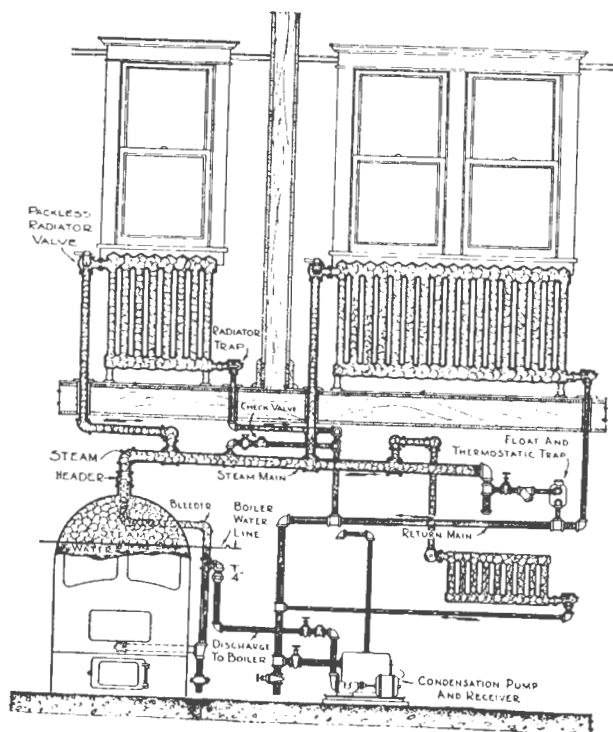 PACKLESS
RADIATOR
VALVE
RADIATOR
TRAP
CHECK VALVE
STEAM
HEADER
STEAM MAIN
FLOAT AND
THERMOSTATIC TRAP
BLEEDER
BOILER
WATER
LINE
STEAM
WATER
RETURN MAIN
4"
DISCHARGE
TO BOILER
CONDENSATION PUMP
AND RECEIVER